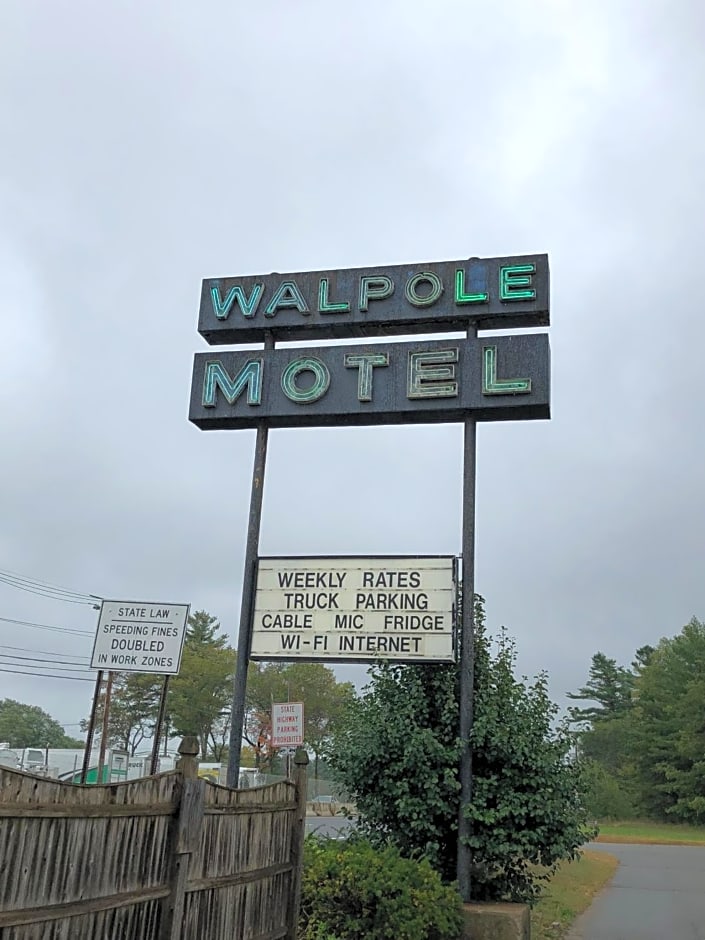 WALPOLE
MOTEL
WEEKLY RATES
TRUCK PARKING
CABLE MIC FRIDGE
WI-FI INTERNET
· STATE LAW ·
SPEEDING FINES
DOUBLED
IN WORK ZONES
STATE
HIGHWAY
PARKING
PROHIBITED